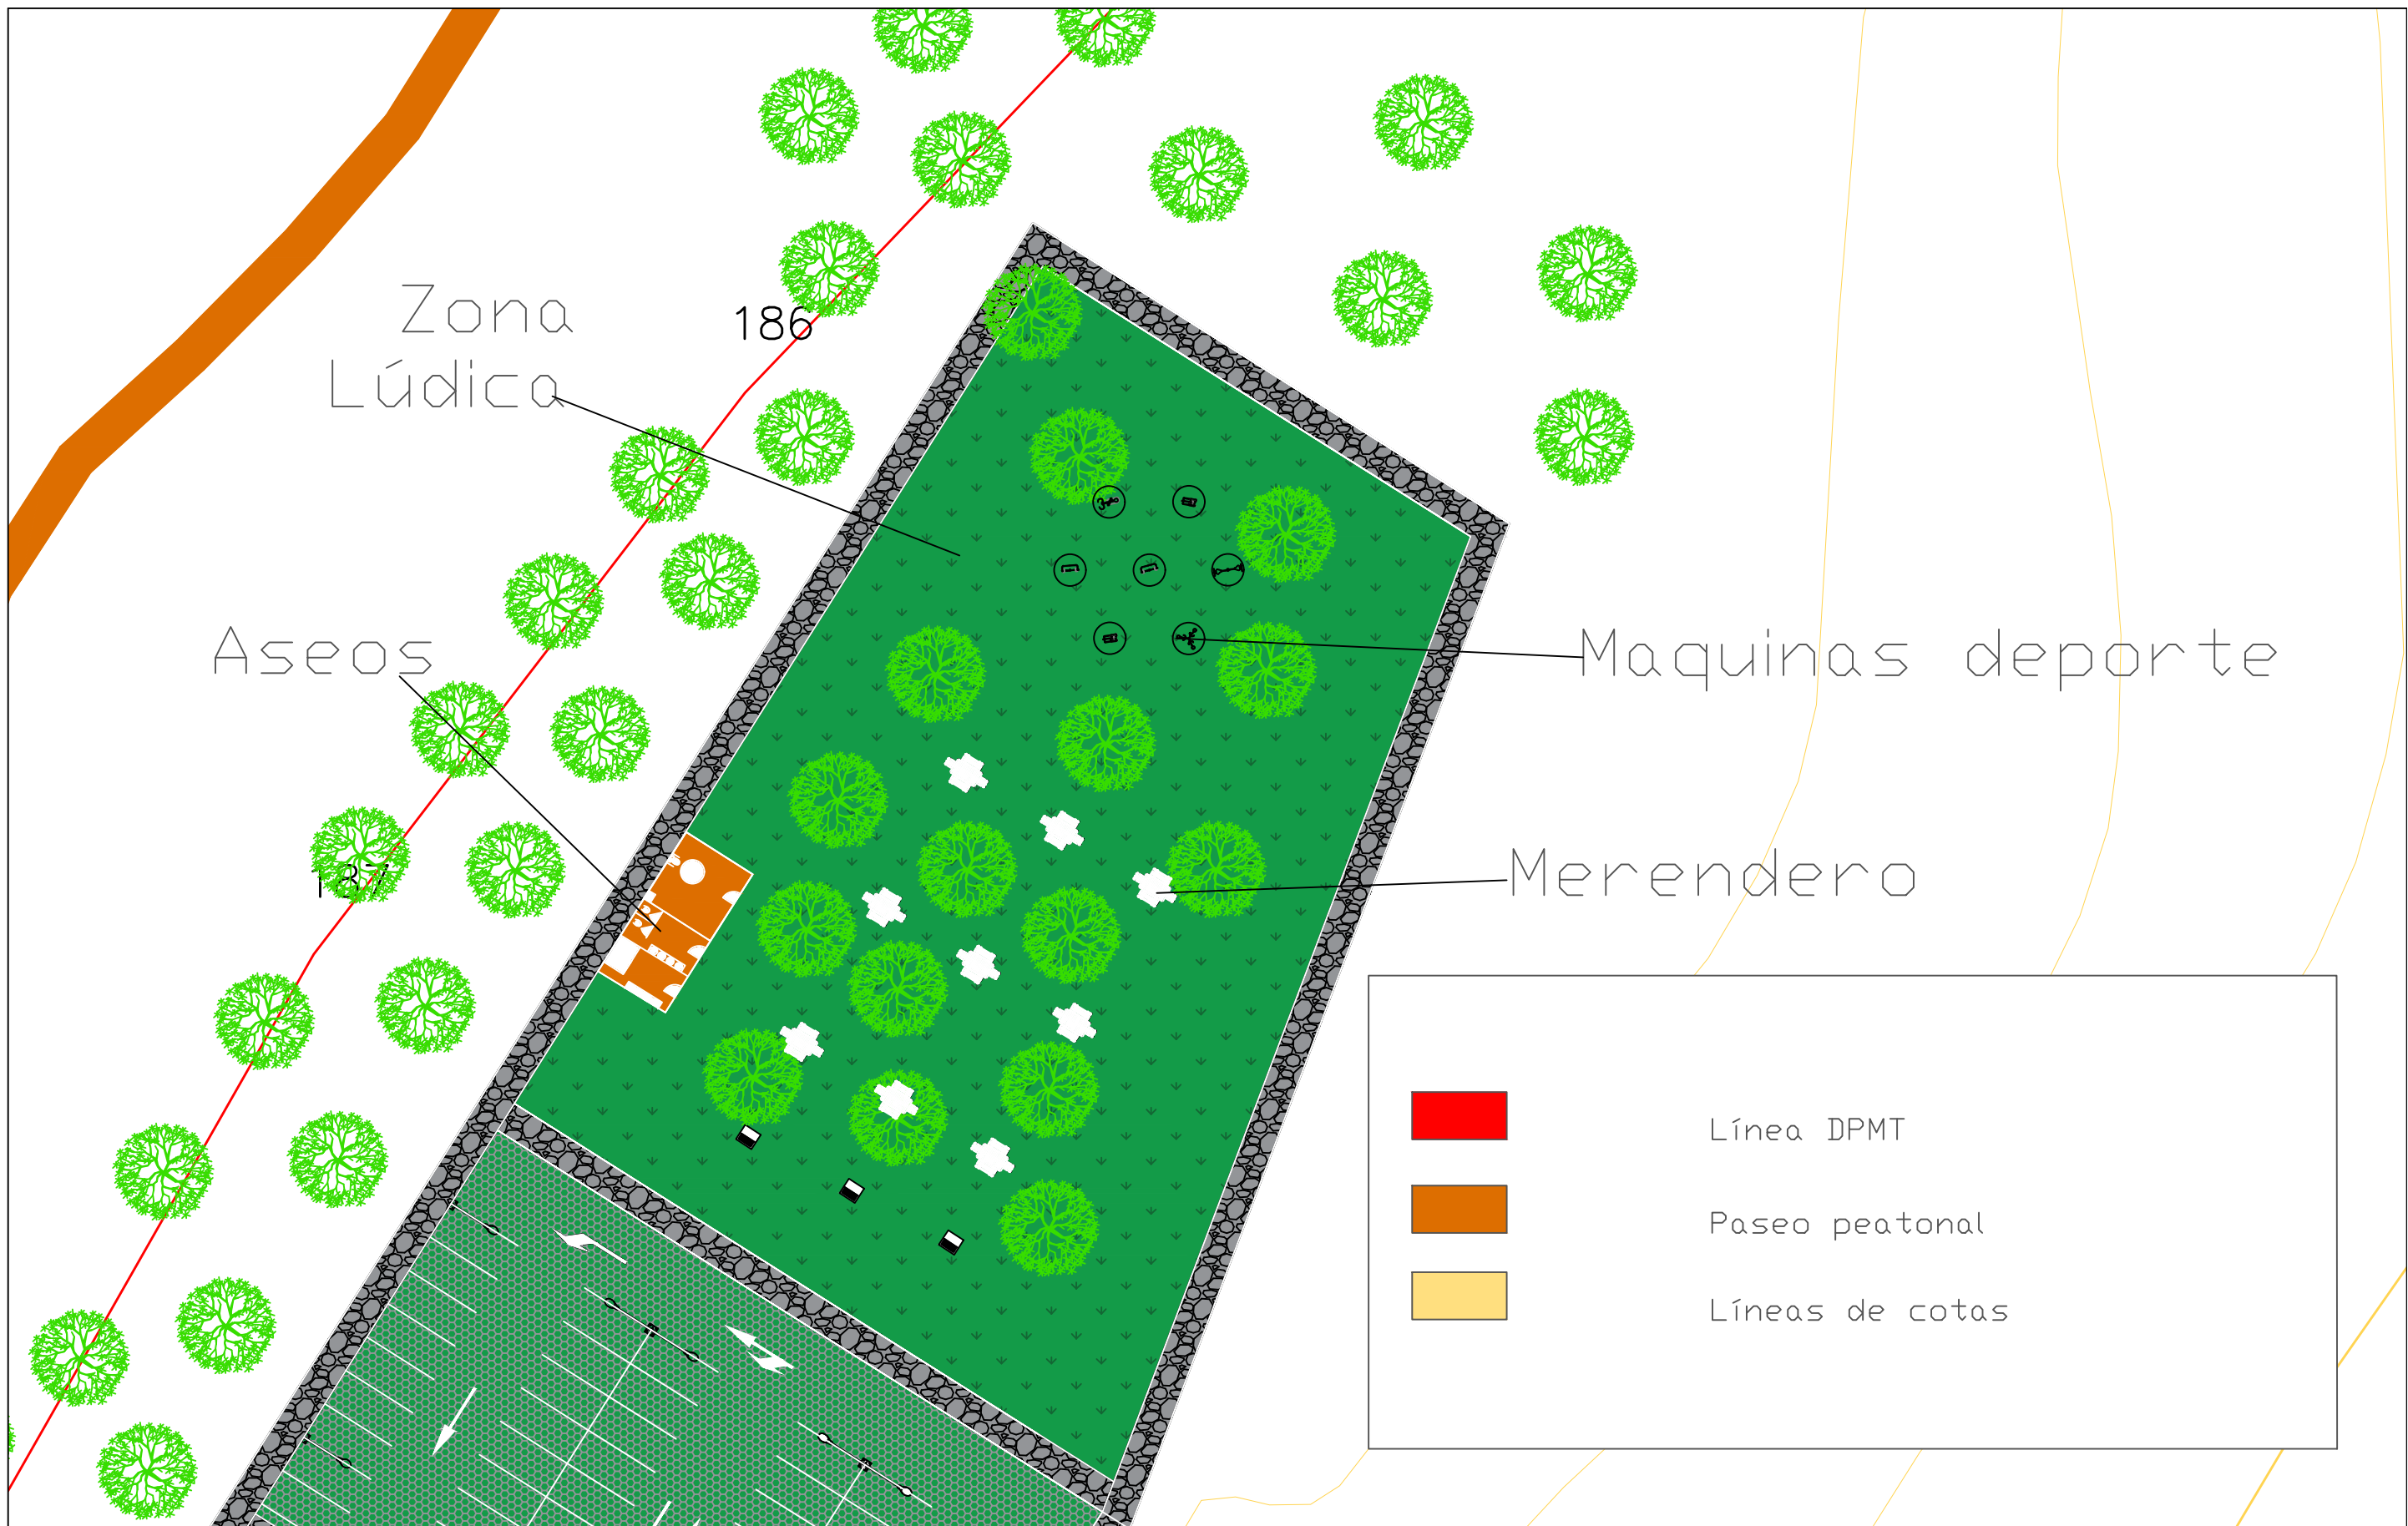 186
Zona
Lúdica
Aseos
Maquinas deporte
187
Merendero
Línea DPMT
Paseo peatonal
Líneas de cotas